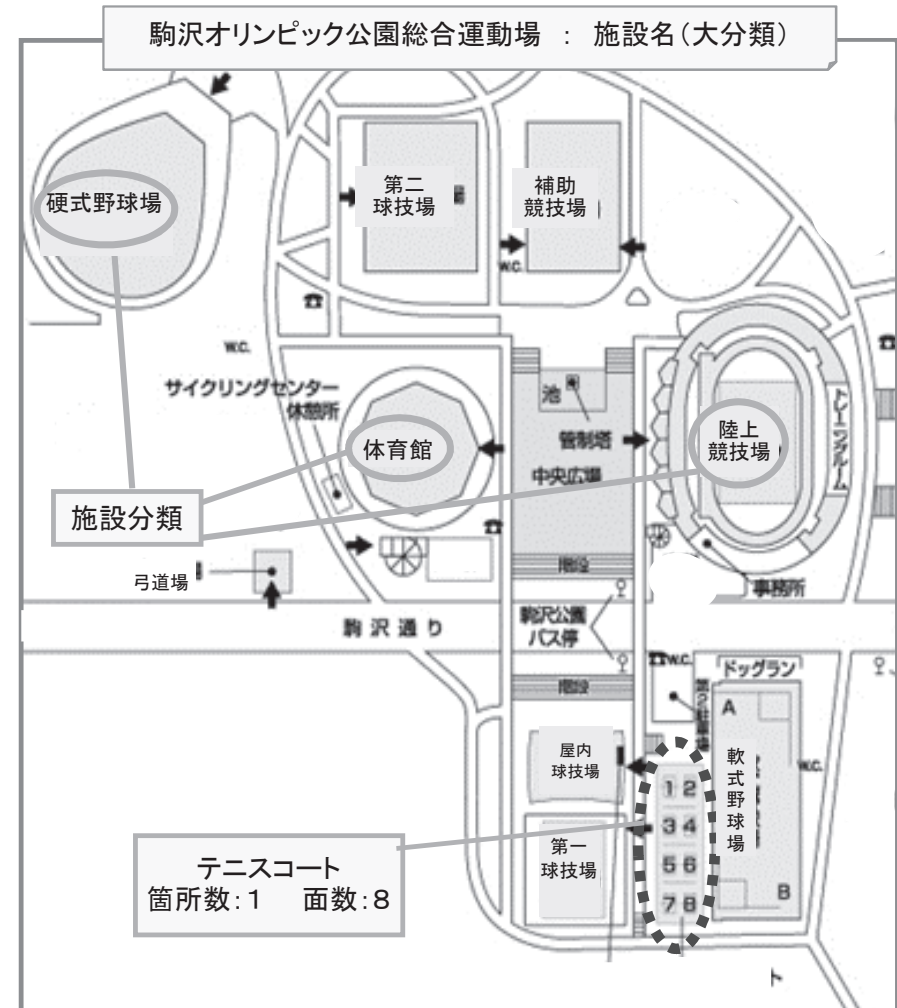 駒沢オリンピック公園総合運動場 : 施設名(大分類)
硬式野球場
第二
球技場
補助
競技場
W.C.
W.C.
サイクリングセンター
休憩所
体育館
池
管制塔
中央広場
陸上
競技場
トレーニングルーム
施設分類
弓道場
階段
事務所
駒沢通り
駒沢公園
バス停
階段
W.C.
ドッグラン
A
軟式野球場
W.C.
B
屋内
球技場
第一
球技場
1 2
3 4
5 6
7 8
テニスコート
箇所数:1 面数:8
ト